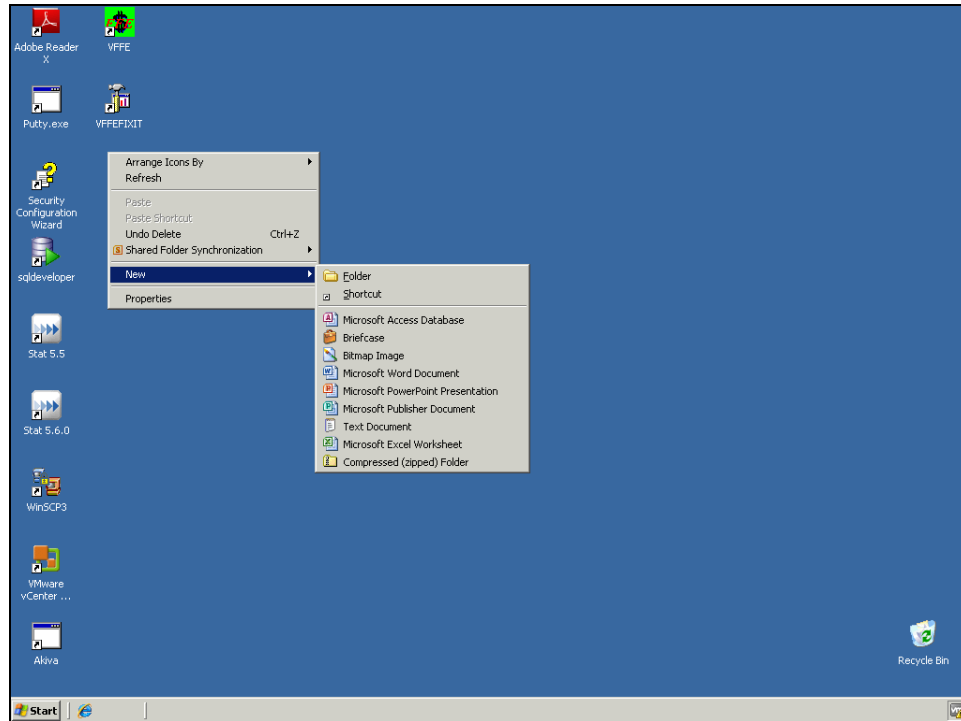 Adobe Reader
X
VFFE
Putty.exe
VFFEFIXIT
Security
Configuration
Wizard
sqldeveloper
Stat 5.5
Stat 5.6.0
WinSCP3
VMware
vCenter ...
Akiva
Arrange Icons By
Refresh
Paste
Paste Shortcut
Undo Delete Ctrl+Z
Shared Folder Synchronization
New
Properties
Folder
Shortcut
Microsoft Access Database
Briefcase
Bitmap Image
Microsoft Word Document
Microsoft PowerPoint Presentation
Microsoft Publisher Document
Text Document
Microsoft Excel Worksheet
Compressed (zipped) Folder
Recycle Bin
Start